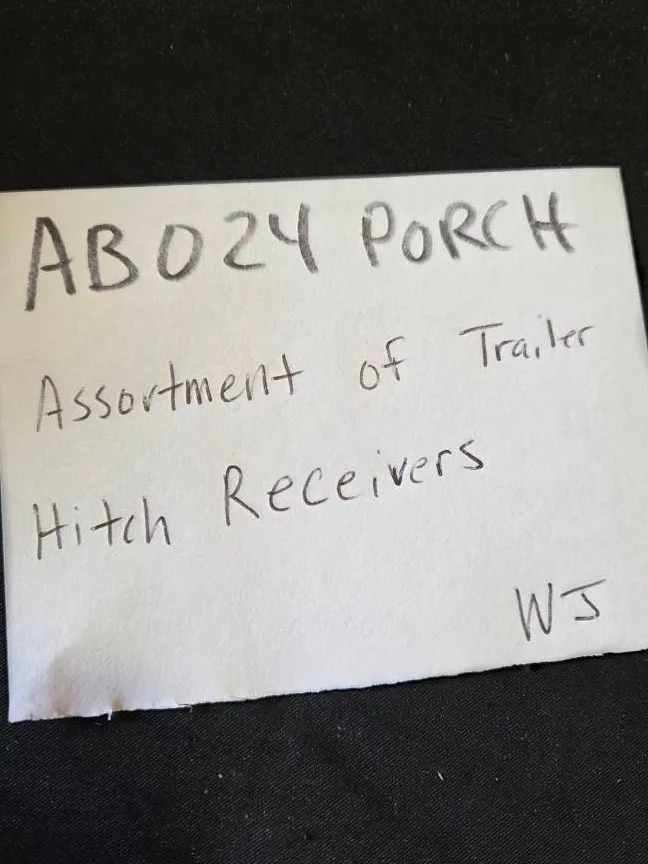 AB024 PORCH
Assortment of Trailer
Hitch Receivers
WJ